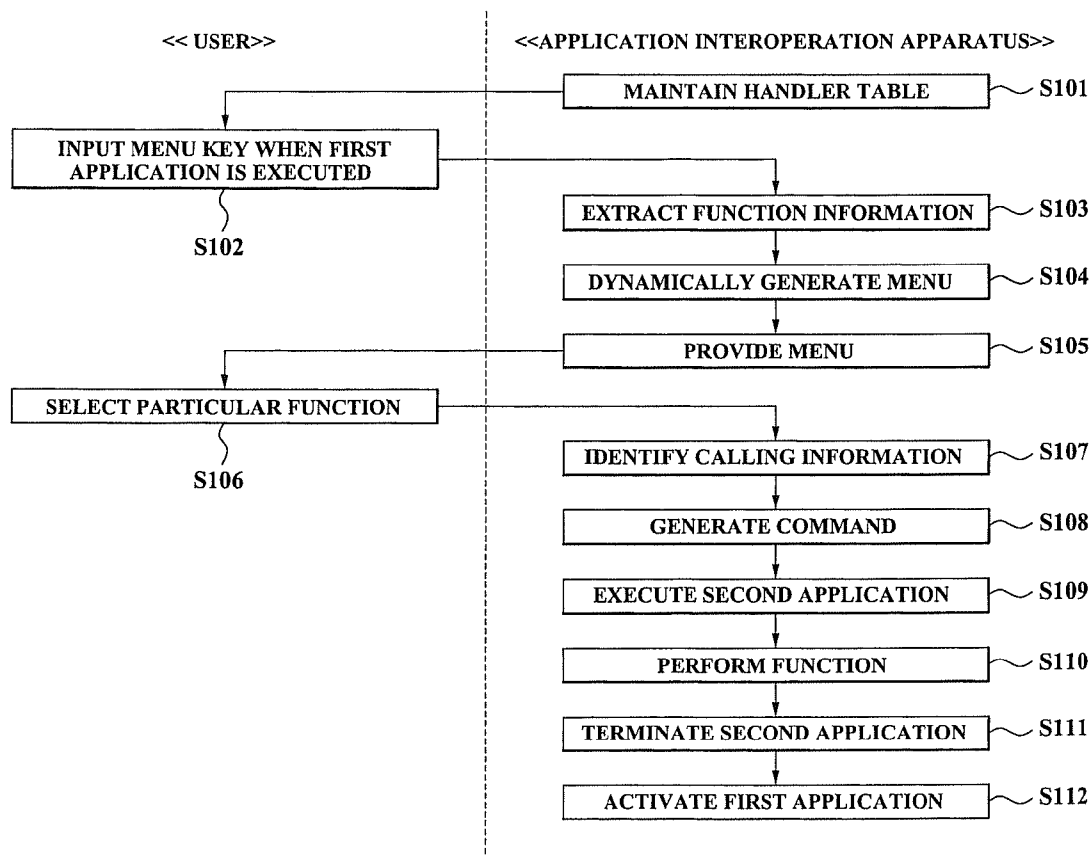 << USER>>
<<APPLICATION INTEROPERATION APPARATUS>>
MAINTAIN HANDLER TABLE
S101
INPUT MENU KEY WHEN FIRST
APPLICATION IS EXECUTED
S102
EXTRACT FUNCTION INFORMATION
S103
DYNAMICALLY GENERATE MENU
S104
PROVIDE MENU
S105
SELECT PARTICULAR FUNCTION
S106
IDENTIFY CALLING INFORMATION
S107
GENERATE COMMAND
S108
EXECUTE SECOND APPLICATION
S109
PERFORM FUNCTION
S110
TERMINATE SECOND APPLICATION
S111
ACTIVATE FIRST APPLICATION
S112